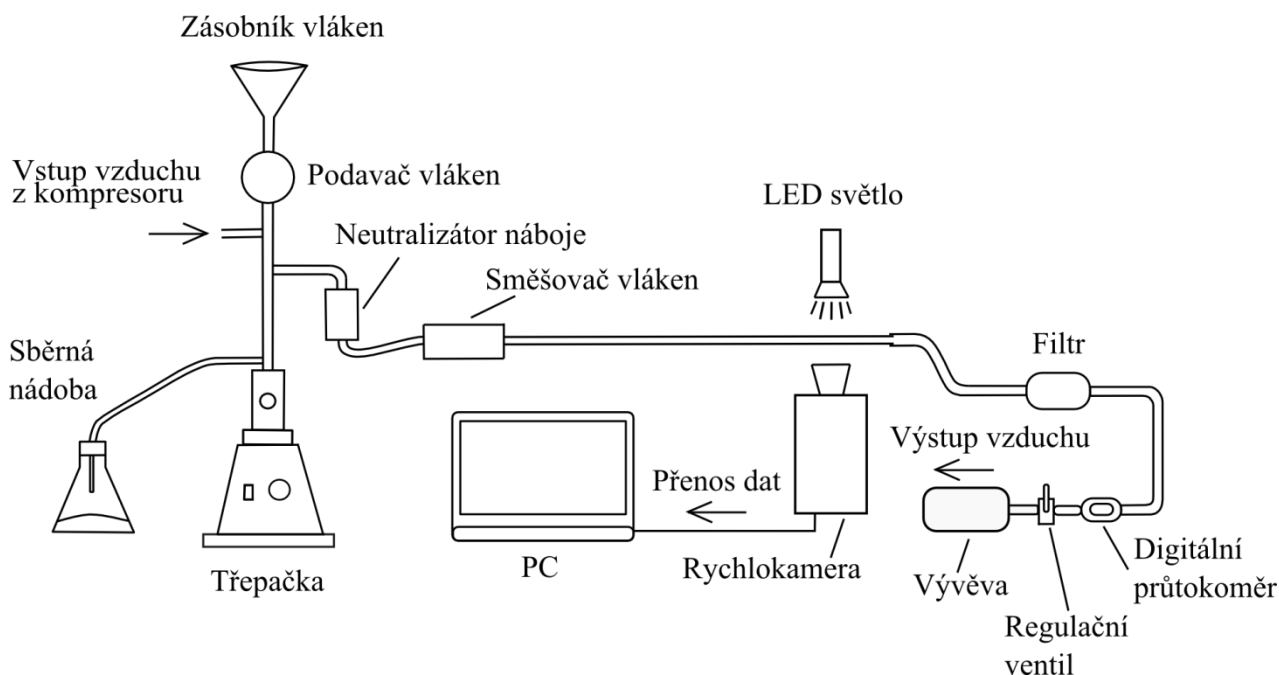 Zásobník vláken
Vstup vzduchu
z kompresoru
Podavač vláken
LED světlo
Neutralizátor náboje
Směšovač vláken
Sběrná
nádoba
Filtr
Výstup vzduchu
Přenos dat
Třepačka
PC
Rychlokamera
Vývěva
Digitální
průtokoměr
Regulační
ventil